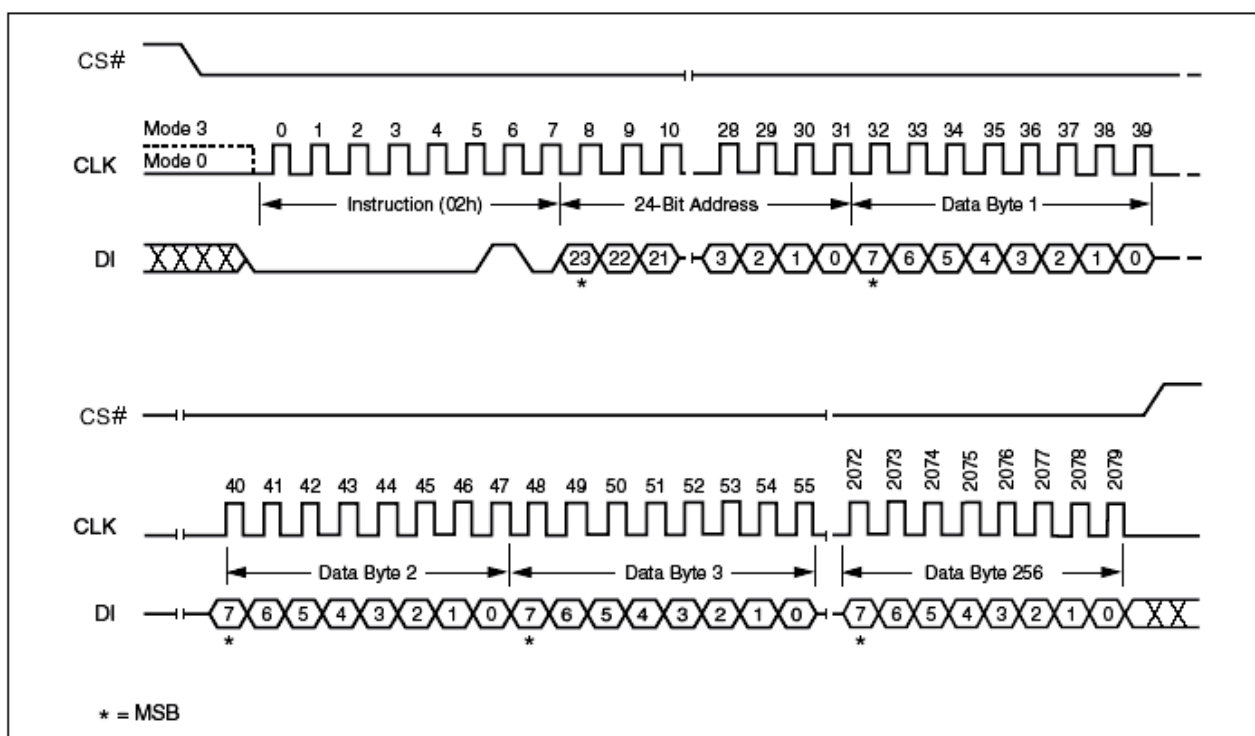 CS#
Mode 3
0 1 2 3 4 5 6 7 8 9 10 28 29 30 31 32 33 34 35 36 37 38 39
CLK
Mode 0
Instruction (02h) 24-Bit Address Data Byte 1
DI 23 22 21 3 2 1 0 7 6 5 4 3 2 1 0
* *
CS#
40 41 42 43 44 45 46 47 48 49 50 51 52 53 54 55 2072 2073 2074 2075 2076 2077 2078 2079
CLK
Data Byte 2 Data Byte 3 Data Byte 256
DI 7 6 5 4 3 2 1 0 7 6 5 4 3 2 1 0 7 6 5 4 3 2 1 0
* * *
* = MSB